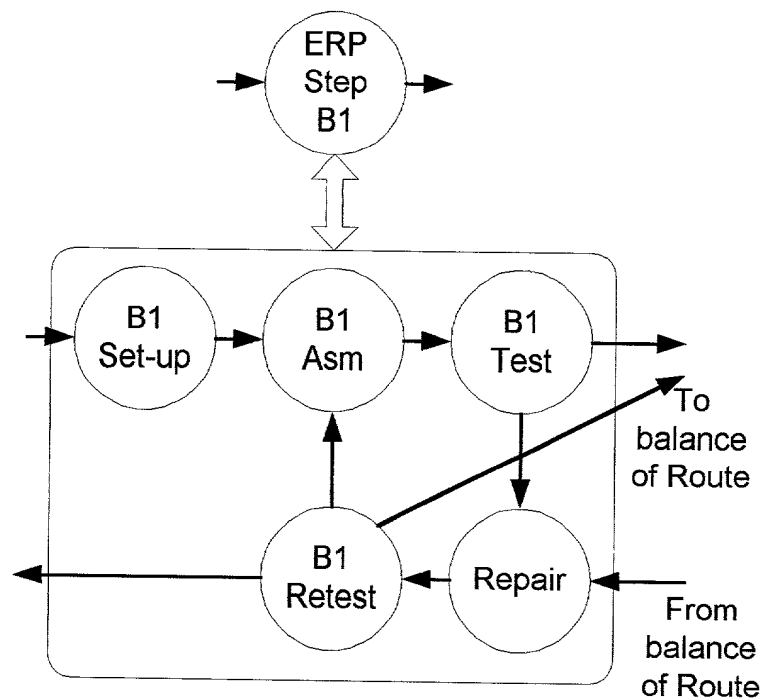 ERP
Step
B1
B1
Set-up
B1
Asm
B1
Test
To
balance
of Route
B1
Retest
Repair
From
balance
of Route